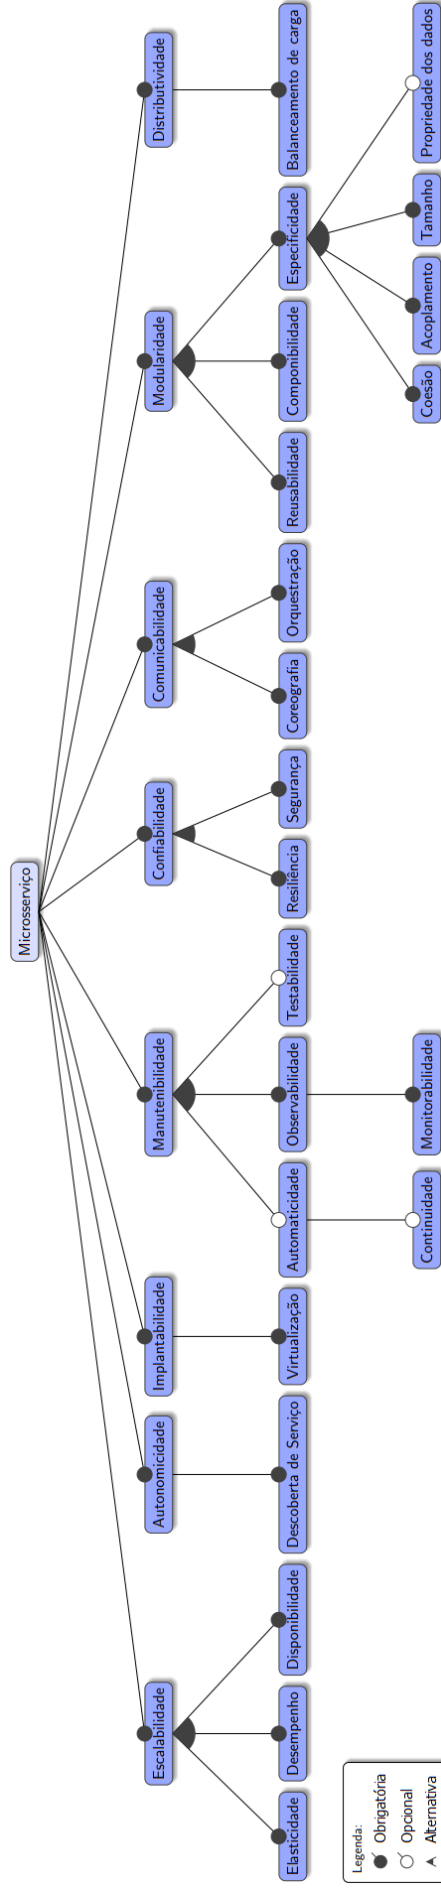 Microsserviço
Escalabilidade
Autonomicidade
Implantabilidade
Manutenibilidade
Confiabilidade
Comunicabilidade
Modularidade
Distributividade
Elasticidade
Desempenho
Disponibilidade
Descoberta de Serviço
Virtualização
Automaticidade
Observabilidade
Testabilidade
Resiliência
Segurança
Coreografia
Orquestração
Reusabilidade
Componibilidade
Especificidade
Balanceamento de carga
Continuidade
Monitorabilidade
Coesão
Acoplamento
Tamanho
Propriedade dos dados
Legenda:
Obrigatória
Opcional
Alternativa